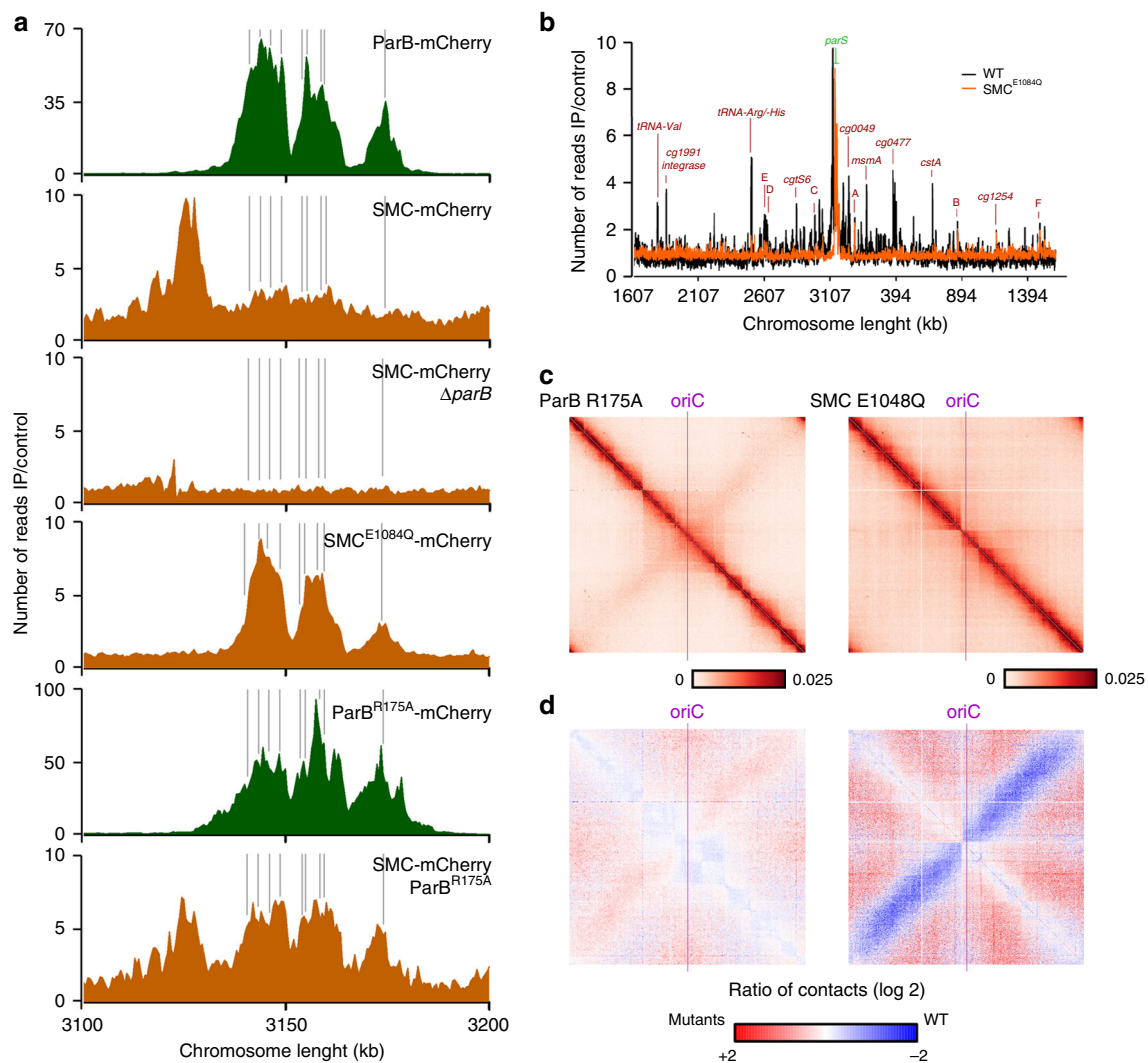 a
70
35
0
ParB-mCherry
10
5
0
SMC-mCherry
10
5
0
SMC-mCherry
ΔparB
10
5
0
SMC^E1084Q-mCherry
100
50
0
ParB^R175A-mCherry
10
5
0
SMC-mCherry
ParB^R175A
3100
3150
3200
Chromosome lenght (kb)
Number of reads IP/control
b
10
8
6
4
2
0
Number of reads IP/control
parS
WT
SMC^E1084Q
tRNA-Val
cg1991
integrase
tRNA-Arg/-His
E
D
cgtS6
C
cg0049
msmA
A
cg0477
cstA
B
cg1254
F
1607
2107
2607
3107
394
894
1394
Chromosome lenght (kb)
c
ParB R175A
oriC
SMC E1048Q
oriC
0
0.025
0
0.025
d
oriC
oriC
Ratio of contacts (log 2)
Mutants
WT
+2
−2